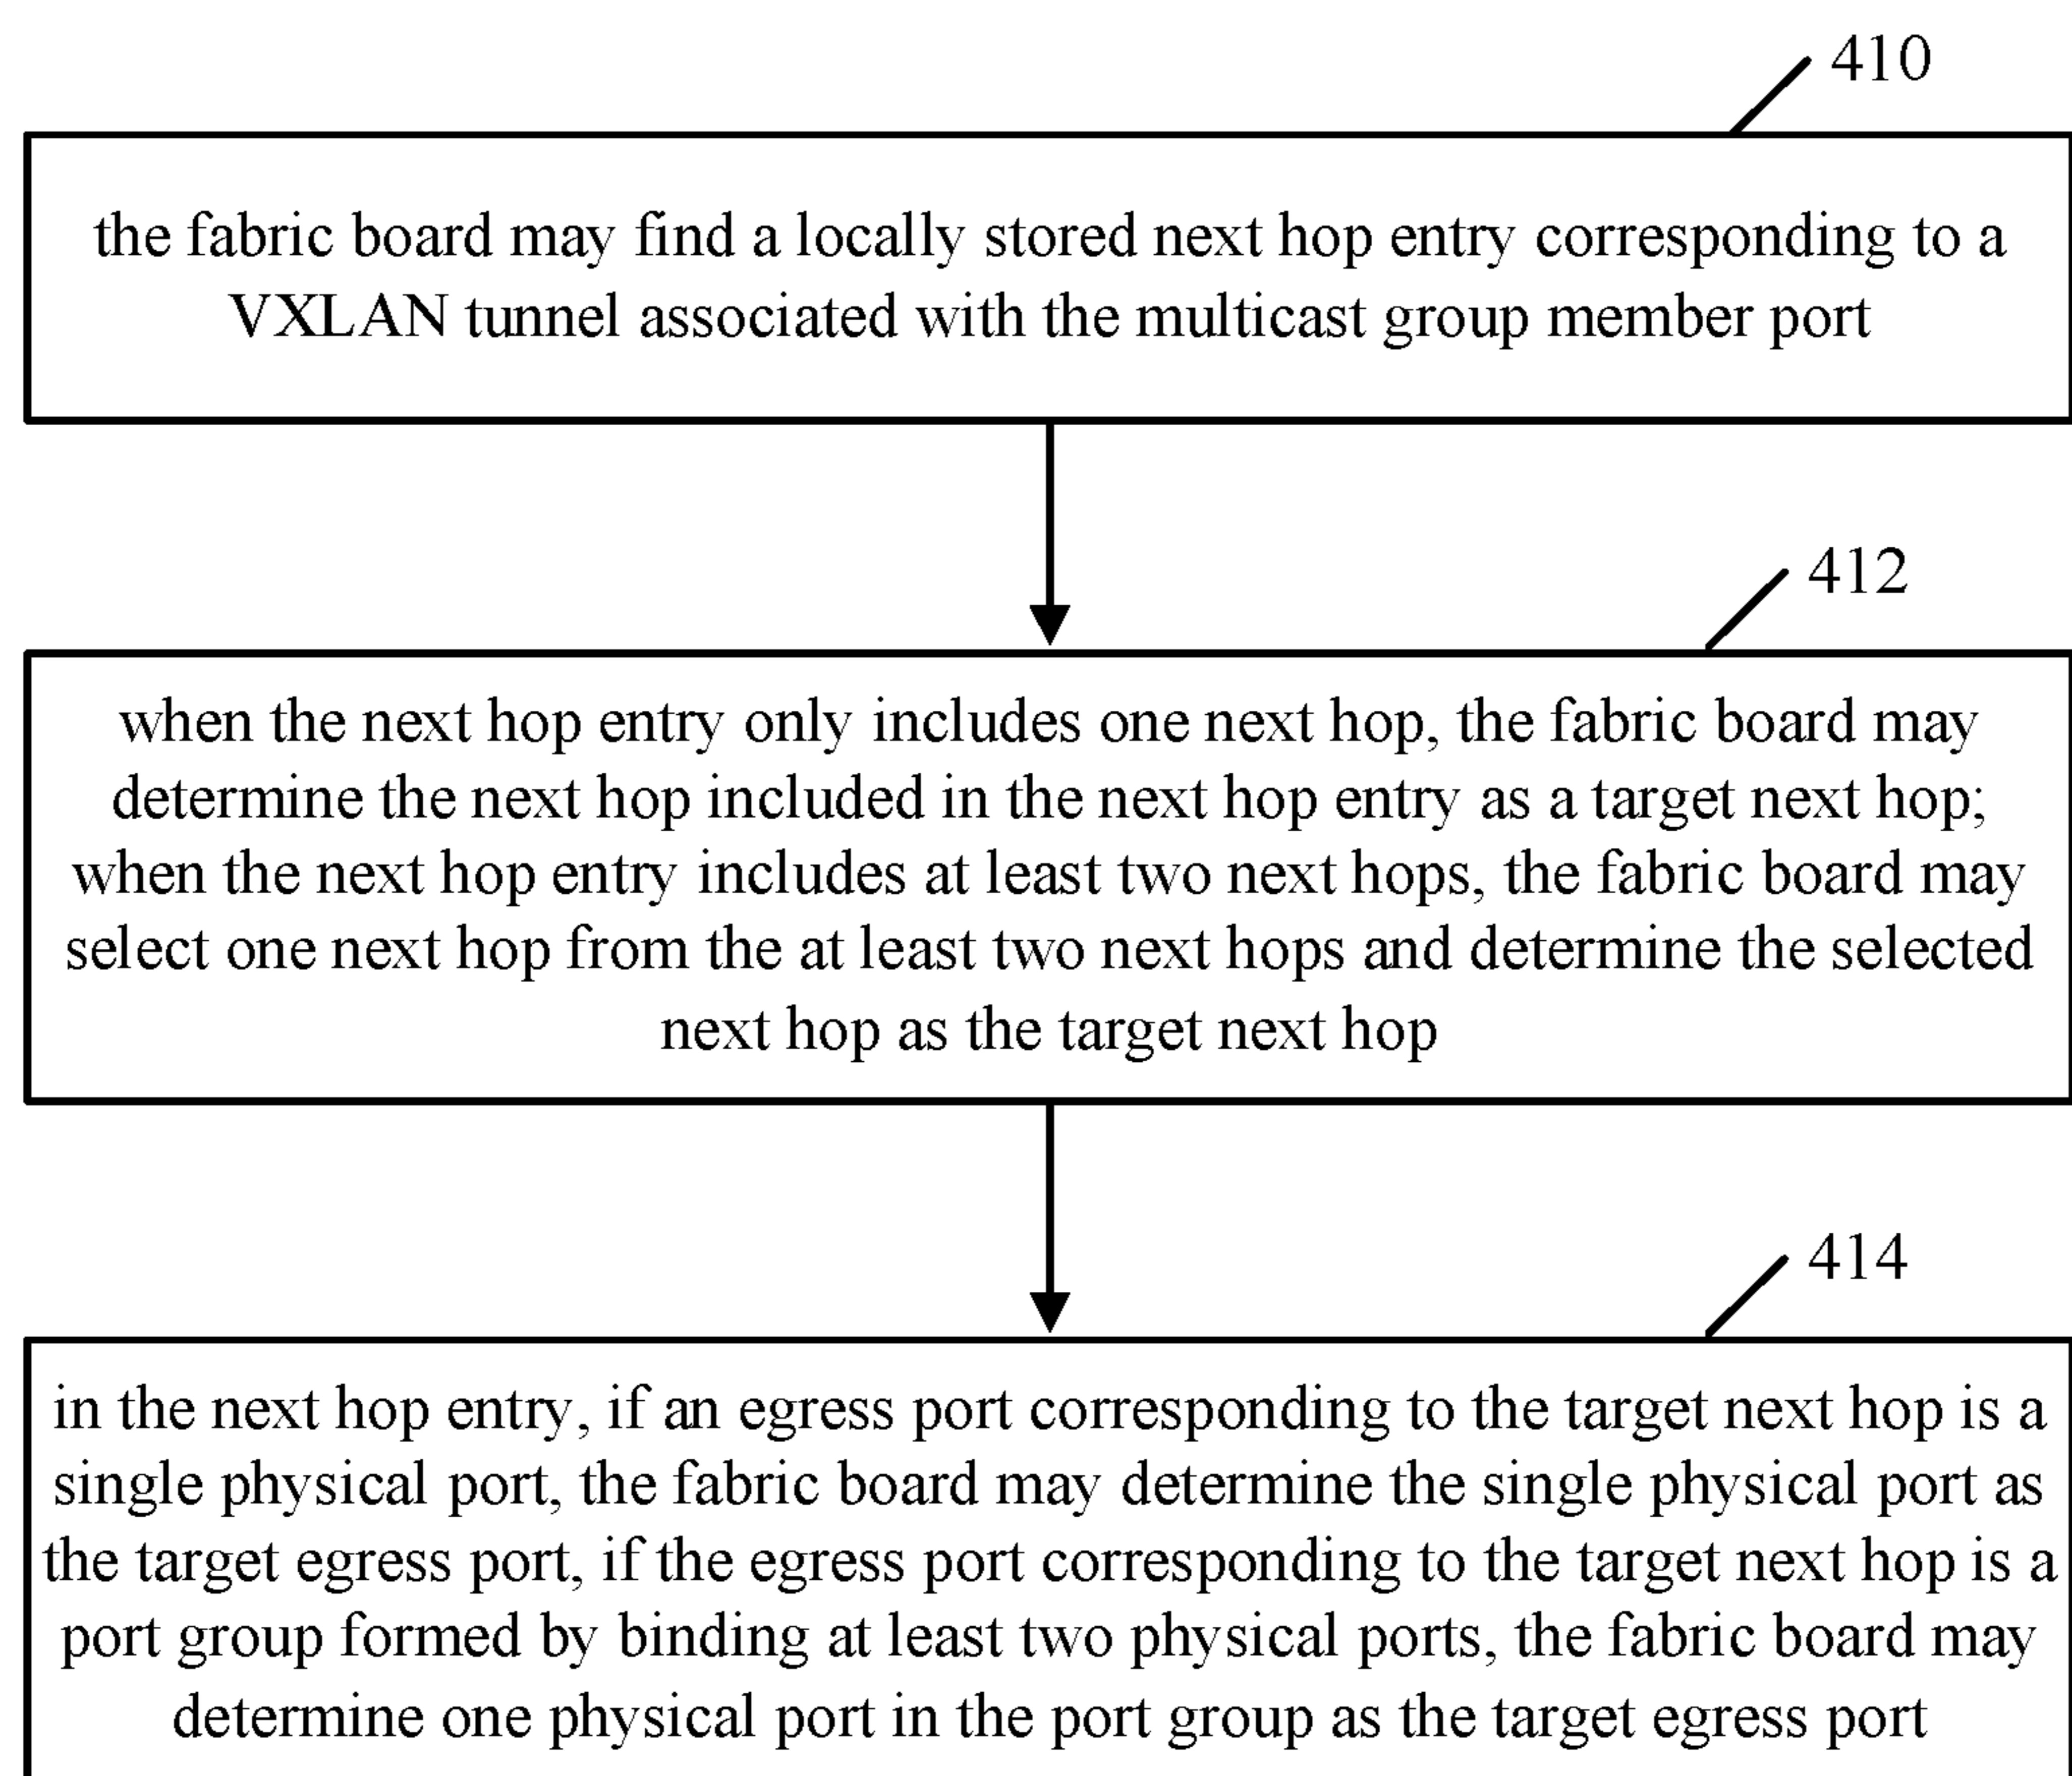 410
the fabric board may find a locally stored next hop entry corresponding to a
VXLAN tunnel associated with the multicast group member port
412
when the next hop entry only includes one next hop, the fabric board may
determine the next hop included in the next hop entry as a target next hop;
when the next hop entry includes at least two next hops, the fabric board may
select one next hop from the at least two next hops and determine the selected
next hop as the target next hop
414
in the next hop entry, if an egress port corresponding to the target next hop is a
single physical port, the fabric board may determine the single physical port as
the target egress port, if the egress port corresponding to the target next hop is a
port group formed by binding at least two physical ports, the fabric board may
determine one physical port in the port group as the target egress port